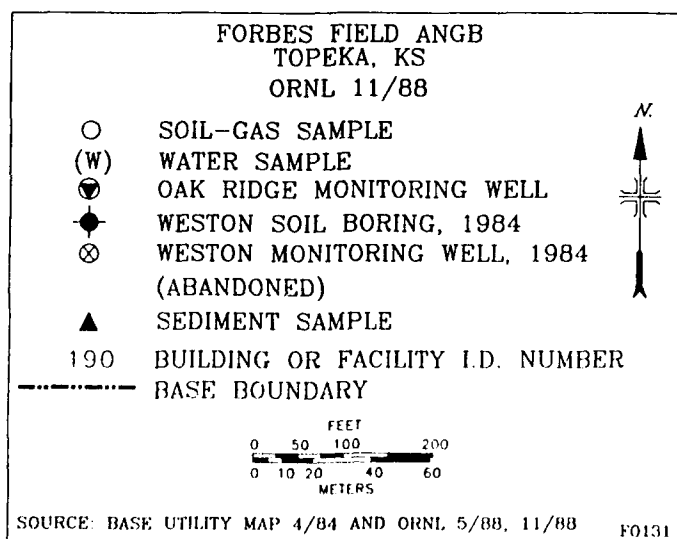 FORBES FIELD ANGB
TOPEKA, KS
ORNL 11/88
N.
SOIL-GAS SAMPLE
(W) WATER SAMPLE
OAK RIDGE MONITORING WELL
WESTON SOIL BORING, 1984
WESTON MONITORING WELL, 1984
(ABANDONED)
SEDIMENT SAMPLE
190 BUILDING OR FACILITY I.D. NUMBER
BASE BOUNDARY
FEET
0 50 100 200
0 10 20 40 60
METERS
SOURCE: BASE UTILITY MAP 4/84 AND ORNL 5/88, 11/88 F0131